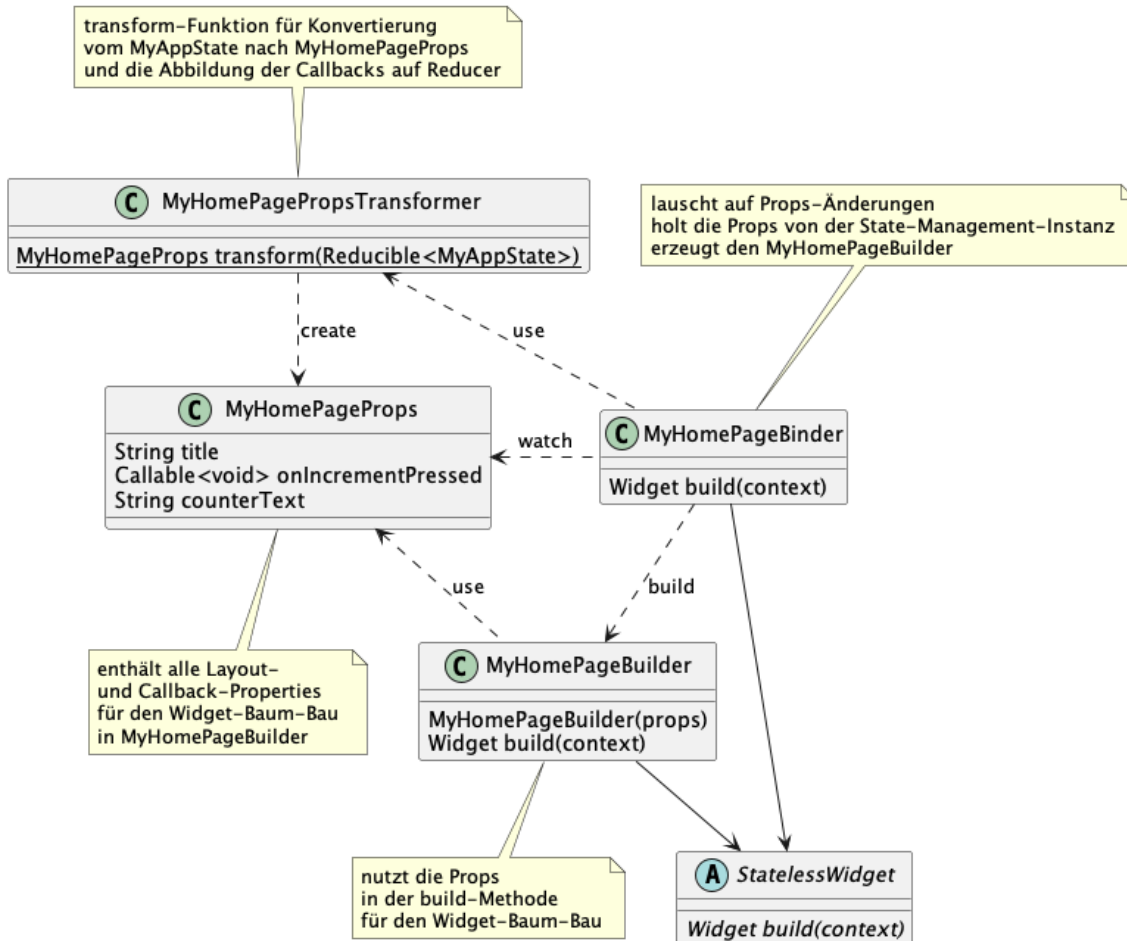 transform-Funktion für Konvertierung
vom MyAppState nach MyHomePageProps
und die Abbildung der Callbacks auf Reducer
C MyHomePagePropsTransformer
MyHomePageProps transform(Reducible<MyAppState>)
lauscht auf Props-Änderungen
holt die Props von der State-Management-Instanz
erzeugt den MyHomePageBuilder
create
use
C MyHomePageProps
String title
Callable<void> onIncrementPressed
String counterText
watch
C MyHomePageBinder
Widget build(context)
use
build
enthält alle Layout-
und Callback-Properties
für den Widget-Baum-Bau
in MyHomePageBuilder
C MyHomePageBuilder
MyHomePageBuilder(props)
Widget build(context)
nutzt die Props
in der build-Methode
für den Widget-Baum-Bau
A StatelessWidget
Widget build(context)